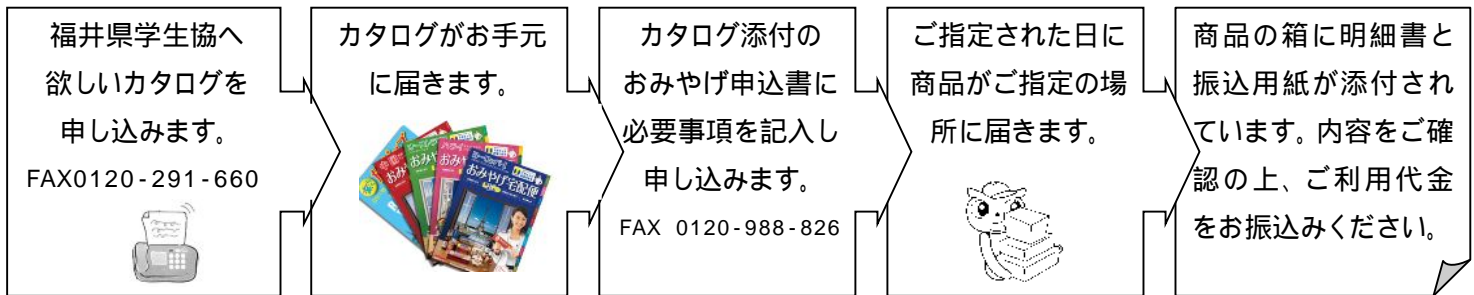 福井県学生協へ
欲しいカタログを
申し込みます。
FAX0120-291-660
カタログがお手元
に届きます。
おみやげ宅配便
カタログ添付の
おみやげ申込書に
必要事項を記入し
申し込みます。
FAX 0120-988-826
ご指定された日に
商品がご指定の場
所に届きます。
商品の箱に明細書と
振込用紙が添付され
ています。内容をご確
認の上、ご利用代金
をお振込みください。